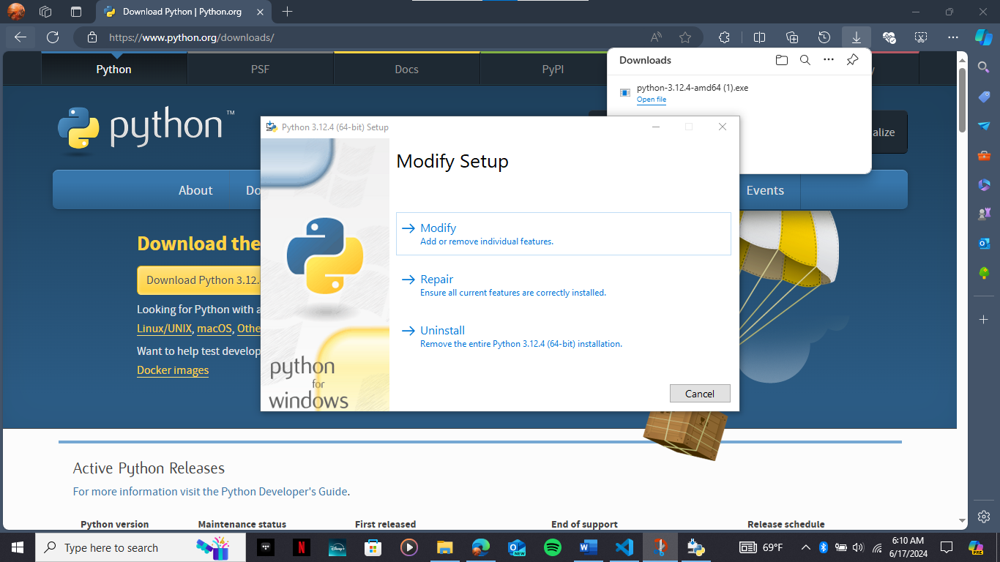 Download Python | Python.org
https://www.python.org/downloads/
Python
PSF
Docs
PyPI
Downloads
python-3.12.4-amd64 (1).exe
Open file
python™
alize
About
Do
Events
Download the
Download Python 3.12.
Looking for Python with a
Linux/UNIX, macOS, Othe
Want to help test develop
Docker images
Python 3.12.4 (64-bit) Setup
Modify Setup
Modify
Add or remove individual features.
Repair
Ensure all current features are correctly installed.
Uninstall
Remove the entire Python 3.12.4 (64-bit) installation.
python
for
windows
Cancel
Active Python Releases
For more information visit the Python Developer's Guide.
Python version Maintenance status First released End of support Release schedule
Type here to search
N
Disney+
NEW
69°F
6:10 AM
6/17/2024
PRE